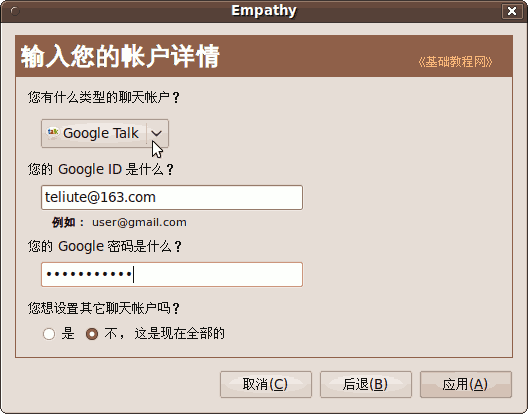 Empathy
输入您的帐户详情
《基础教程网》
您有什么类型的聊天帐户？
talk Google Talk
您的 Google ID 是什么？
teliute@163.com
例如： user@gmail.com
您的 Google 密码是什么？
•••••••••••
您想设置其它聊天帐户吗？
是 不，这是现在全部的
取消(C) 后退(B) 应用(A)